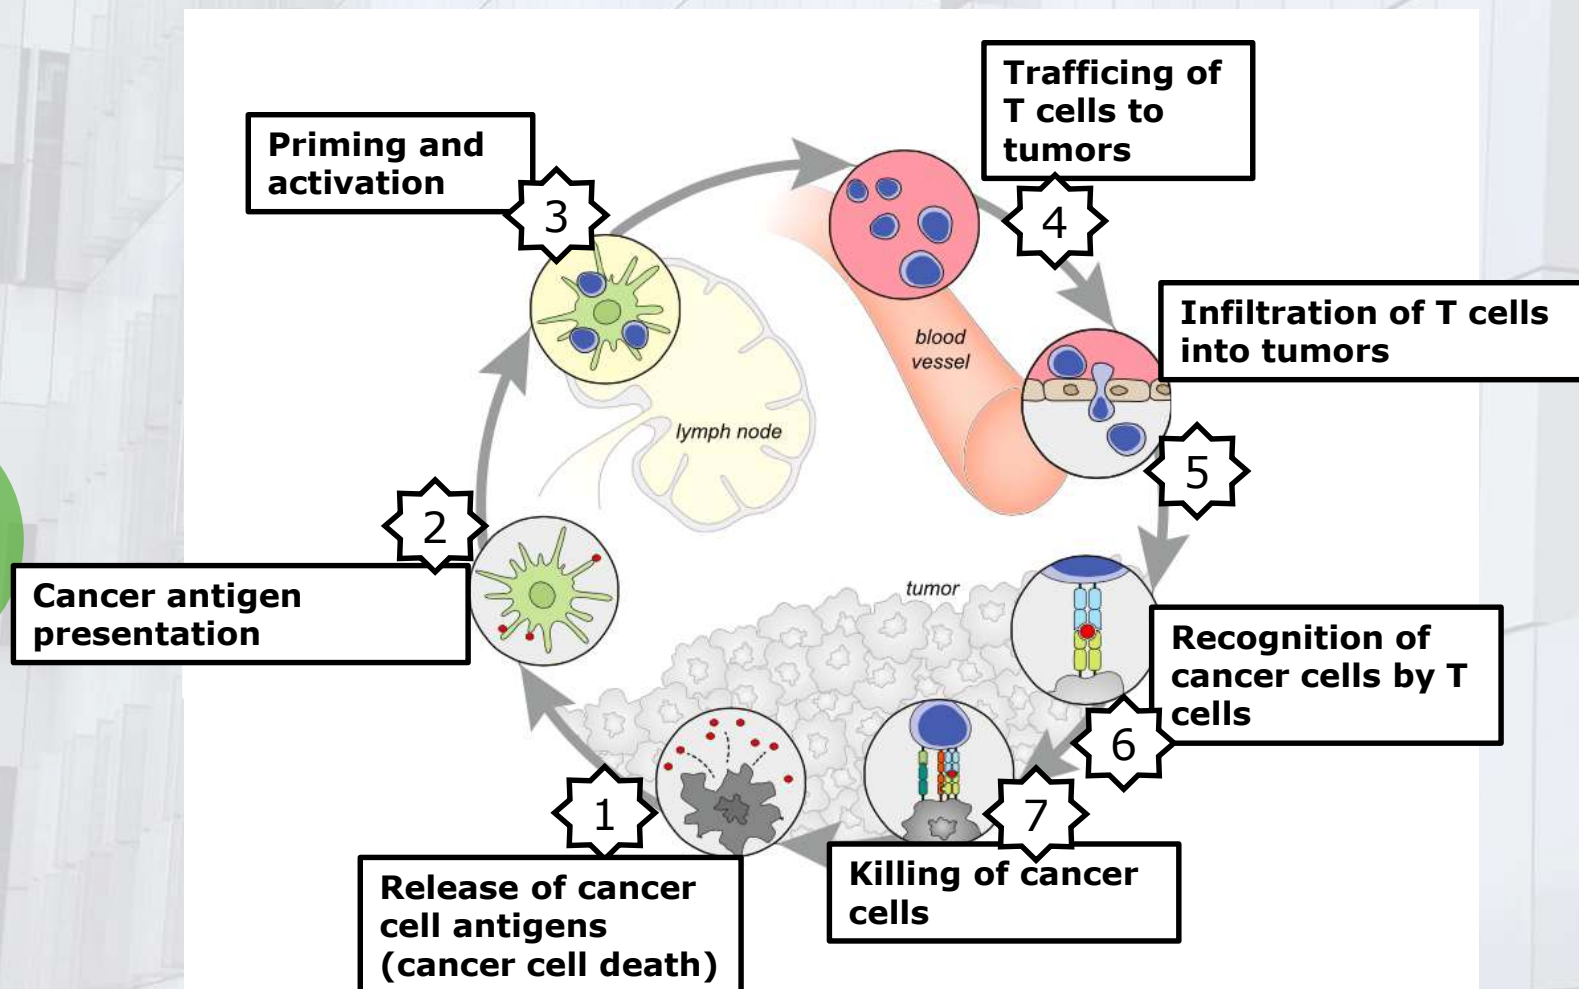 Trafficing of
T cells to
tumors
4
Priming and
activation
3
Infiltration of T cells
into tumors
5
blood
vessel
lymph node
2
Cancer antigen
presentation
tumor
Recognition of
cancer cells by T
cells
6
7
Killing of cancer
cells
1
Release of cancer
cell antigens
(cancer cell death)